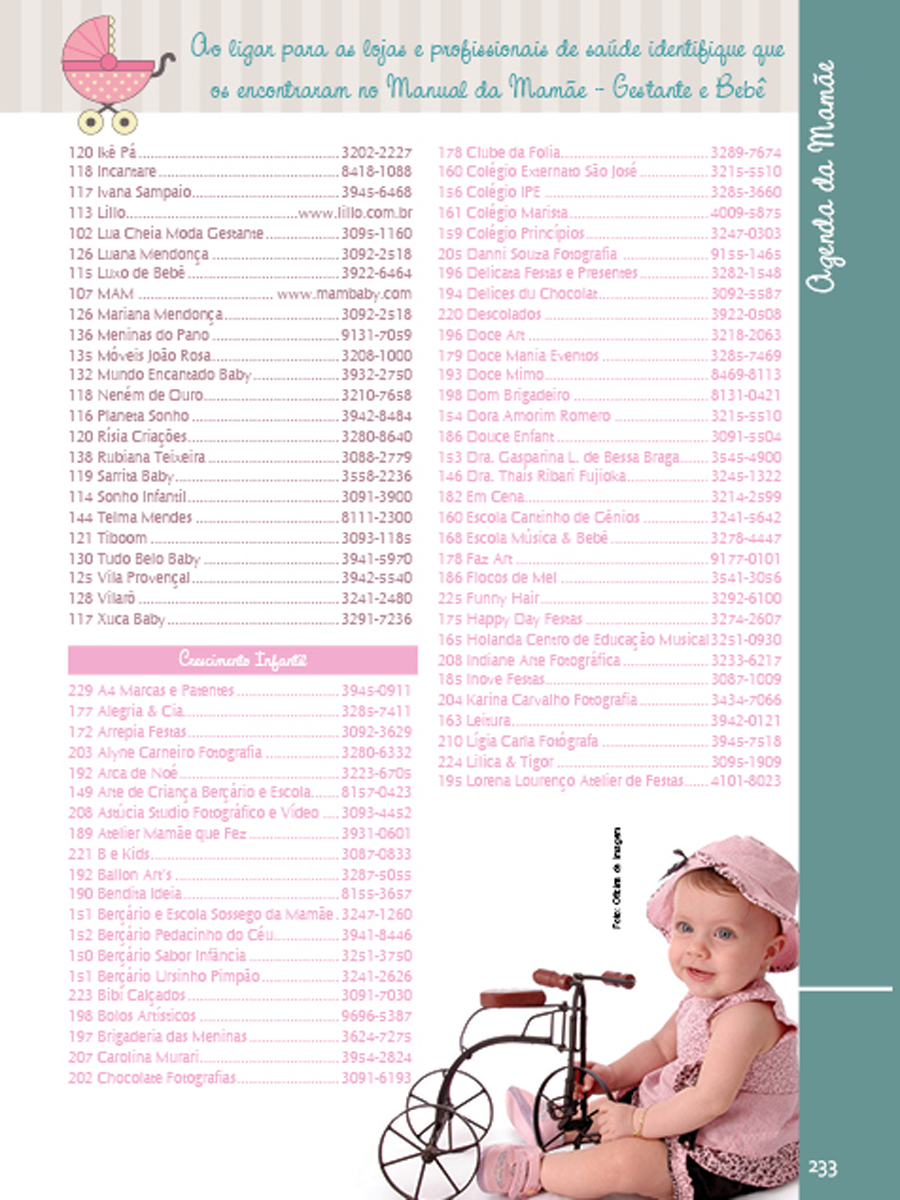 Ao ligar para as lojas e profissionais de saúde identifique que
os encontraram no Manual da Mamãe - Gestante e Bebê
120 Ikê Pá........3202-2227
118 Incantare........8418-1088
117 Ivana Sampaio........3945-6468
113 Lillo........www.lillo.com.br
102 Lua Cheia Moda Gestante........3095-1160
126 Luana Mendonça........3092-2518
115 Luxo de Bebê........3922-6464
107 MAM........www.mambaby.com
126 Mariana Mendonça........3092-2518
136 Meninas do Pano........9131-7059
135 Móveis João Rosa........3208-1000
132 Mundo Encantado Baby........3932-2750
118 Neném de Ouro........3210-7658
116 Planeta Sonho........3942-8484
120 Rísia Criações........3280-8640
138 Rubiana Teixeira........3088-2779
119 Sarrita Baby........3558-2236
114 Sonho Infantil........3091-3900
144 Telma Mendes........8111-2300
121 Tiboom........3093-1185
130 Tudo Belo Baby........3941-5970
125 Vila Provençal........3942-5540
128 Vilarô........3241-2480
117 Xuca Baby........3291-7236
Crescimento Infantil
229 A4 Marcas e Patentes........3945-0911
177 Alegria & Cia........3285-7411
172 Arrepia Festas........3092-3629
203 Alyne Carneiro Fotografia........3280-6332
192 Arca de Noé........3223-6705
149 Arte de Criança Berçário e Escola........8157-0423
208 Astúcia Studio Fotográfico e Vídeo....3093-4452
189 Atelier Mamãe que Fez........3931-0601
221 B e Kids........3087-0833
192 Ballon Art's........3287-5055
190 Bendita Ideia........8155-3657
151 Berçário e Escola Sossego da Mamãe.3247-1260
152 Berçário Pedacinho do Céu........3941-8446
150 Berçário Sabor Infância........3251-3750
151 Berçário Ursinho Pimpão........3241-2626
223 Bibi Calçados........3091-7030
198 Bolos Artísticos........9696-5387
197 Brigaderia das Meninas........3624-7275
207 Carolina Murari........3954-2824
202 Chocolate Fotografias........3091-6193
178 Clube da Folia........3289-7674
160 Colégio Externato São José........3215-5510
156 Colégio IPE........3285-3660
161 Colégio Marista........4009-5875
159 Colégio Princípios........3247-0303
205 Danni Souza Fotografia........9155-1465
196 Delicata Festas e Presentes........3282-1548
194 Delices du Chocolat........3092-5587
220 Descolados........3922-0508
196 Doce Art........3218-2063
179 Doce Mania Eventos........3285-7469
193 Doce Mimo........8469-8113
198 Dom Brigadeiro........8131-0421
154 Dora Amorim Romero........3215-5510
186 Douce Enfant........3091-5504
153 Dra. Gasparina L. de Bessa Braga........3545-4900
146 Dra. Thais Ribari Fujioka........3245-1322
182 Em Cena........3214-2599
160 Escola Cantinho de Gênios........3241-5642
168 Escola Música & Bebê........3278-4447
178 Faz Art........9177-0101
186 Flocos de Mel........3541-3056
225 Funny Hair........3292-6100
175 Happy Day Festas........3274-2607
165 Holanda Centro de Educação Musical3251-0930
208 Indiane Arte Fotográfica........3233-6217
185 Inove Festas........3087-1009
204 Karina Carvalho Fotografia........3434-7066
163 Leitura........3942-0121
210 Lígia Carla Fotógrafa........3945-7518
224 Lilica & Tigor........3095-1909
195 Lorena Lourenço Atelier de Festas......4101-8023
Foto: Oficina da Imagem
Agenda da Mamãe
233